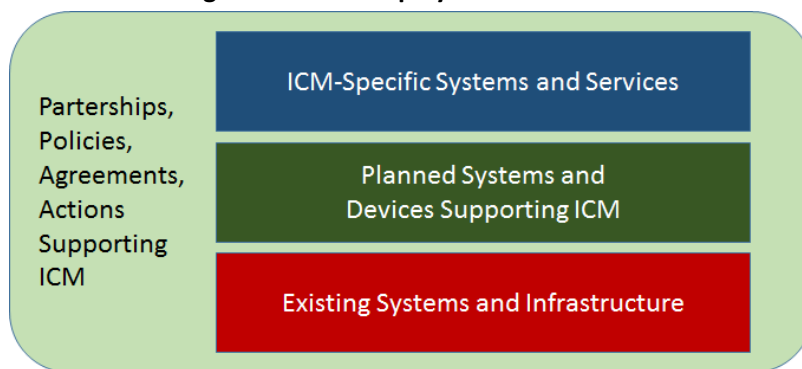 ICM-Specific Systems and Services
Parterships,
Policies,
Agreements,
Actions
Supporting
ICM
Planned Systems and
Devices Supporting ICM
Existing Systems and Infrastructure